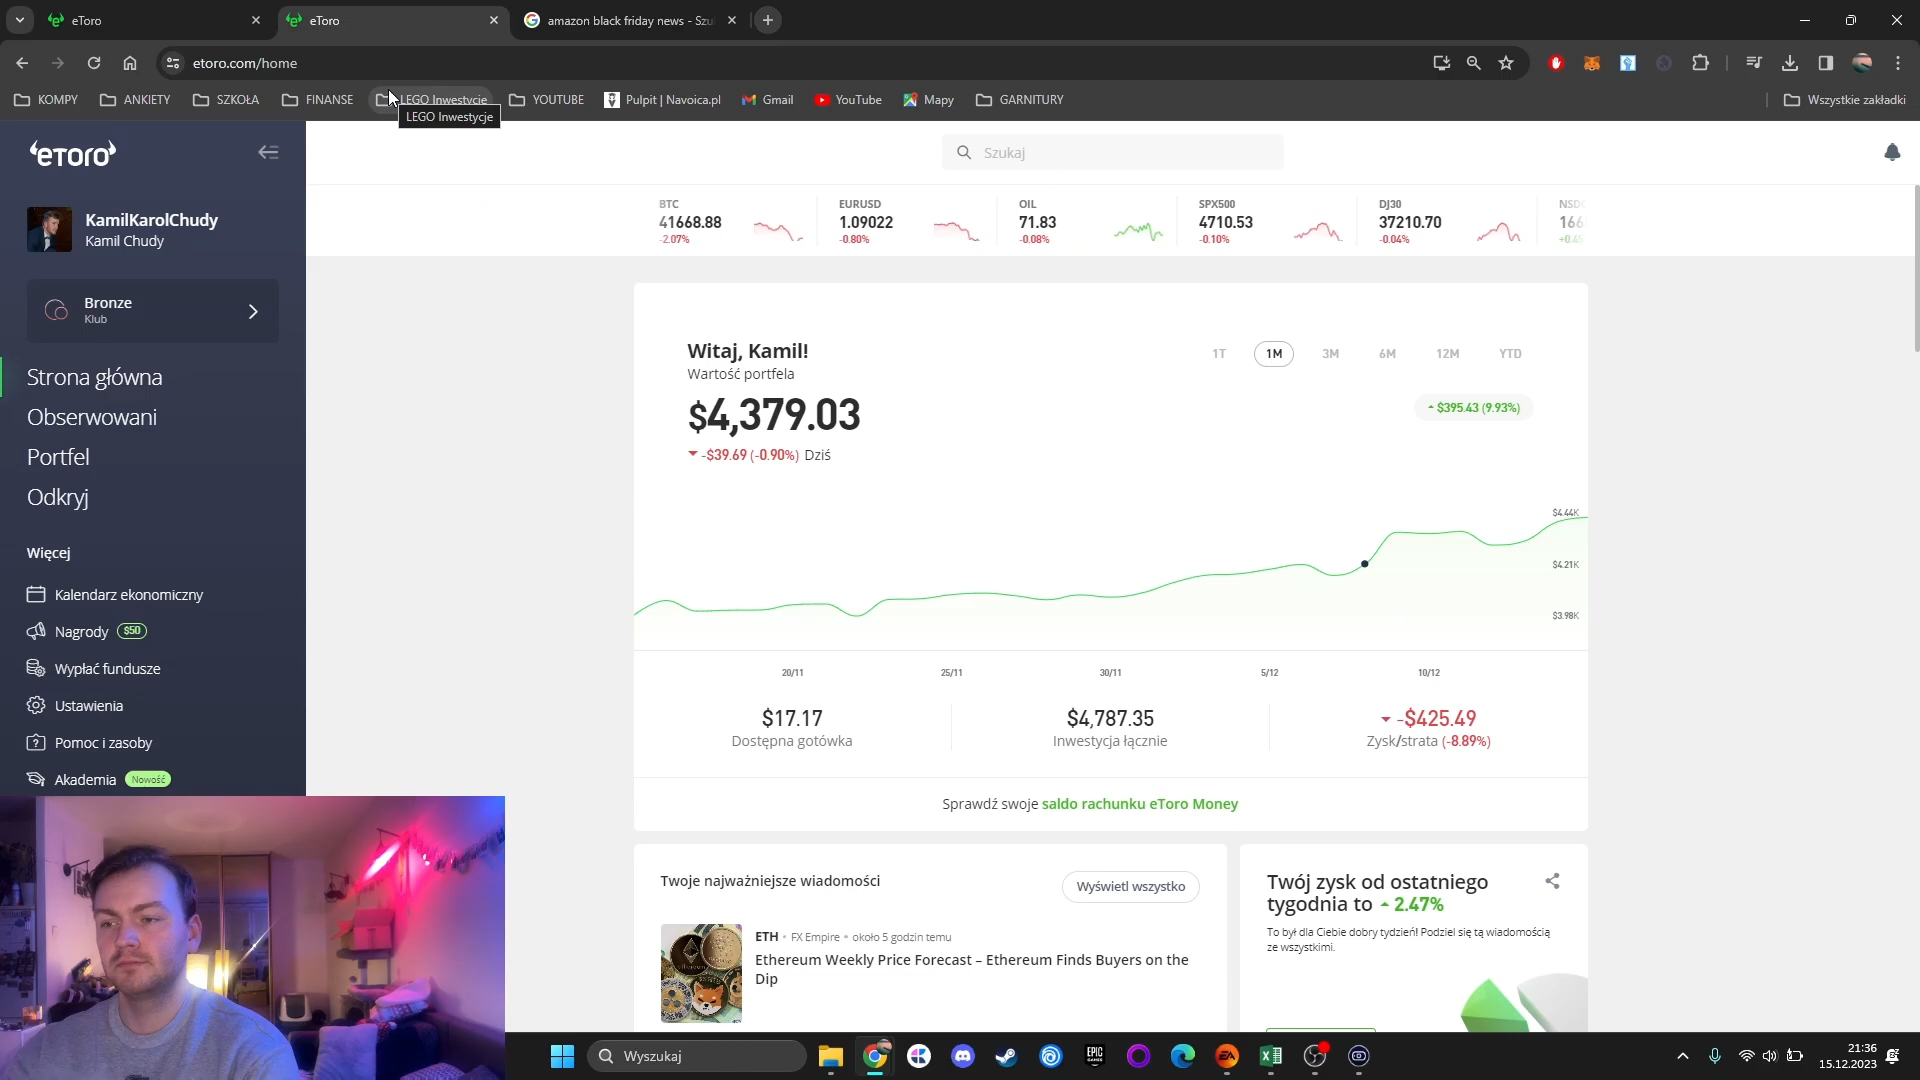 eToro
eToro
amazon black friday news - Szu
etoro.com/home
KOMPY
ANKIETY
SZKOŁA
FINANSE
LEGO Inwestycje
YOUTUBE
Pulpit | Navoica.pl
Gmail
YouTube
Mapy
GARNITURY
Wszystkie zakładki
LEGO Inwestycje
eToro
Szukaj
KamilKarolChudy
Kamil Chudy
Bronze
Klub
Strona główna
Obserwowani
Portfel
Odkryj
Więcej
Kalendarz ekonomiczny
Nagrody $50
Wypłać fundusze
Ustawienia
Pomoc i zasoby
Akademia Nowość
BTC
41668.88
-2.07%
EURUSD
1.09022
-0.80%
OIL
71.83
-0.08%
SPX500
4710.53
-0.10%
DJ30
37210.70
-0.04%
Witaj, Kamil!
Wartość portfela
$4,379.03
-$39.69 (-0.90%) Dziś
1T
1M
3M
6M
12M
YTD
$395.43 (9.93%)
$4.44K
$4.21K
$3.98K
20/11
25/11
30/11
5/12
10/12
$17.17
Dostępna gotówka
$4,787.35
Inwestycja łącznie
-$425.49
Zysk/strata (-8.89%)
Sprawdź swoje saldo rachunku eToro Money
Twoje najważniejsze wiadomości
Wyświetl wszystko
ETH • FX Empire • około 5 godzin temu
Ethereum Weekly Price Forecast – Ethereum Finds Buyers on the
Dip
Twój zysk od ostatniego
tygodnia to 2.47%
To był dla Ciebie dobry tydzień! Podziel się tą wiadomością
ze wszystkimi.
Wyszukaj
EPIC
GAMES
EA
21:36
15.12.2023